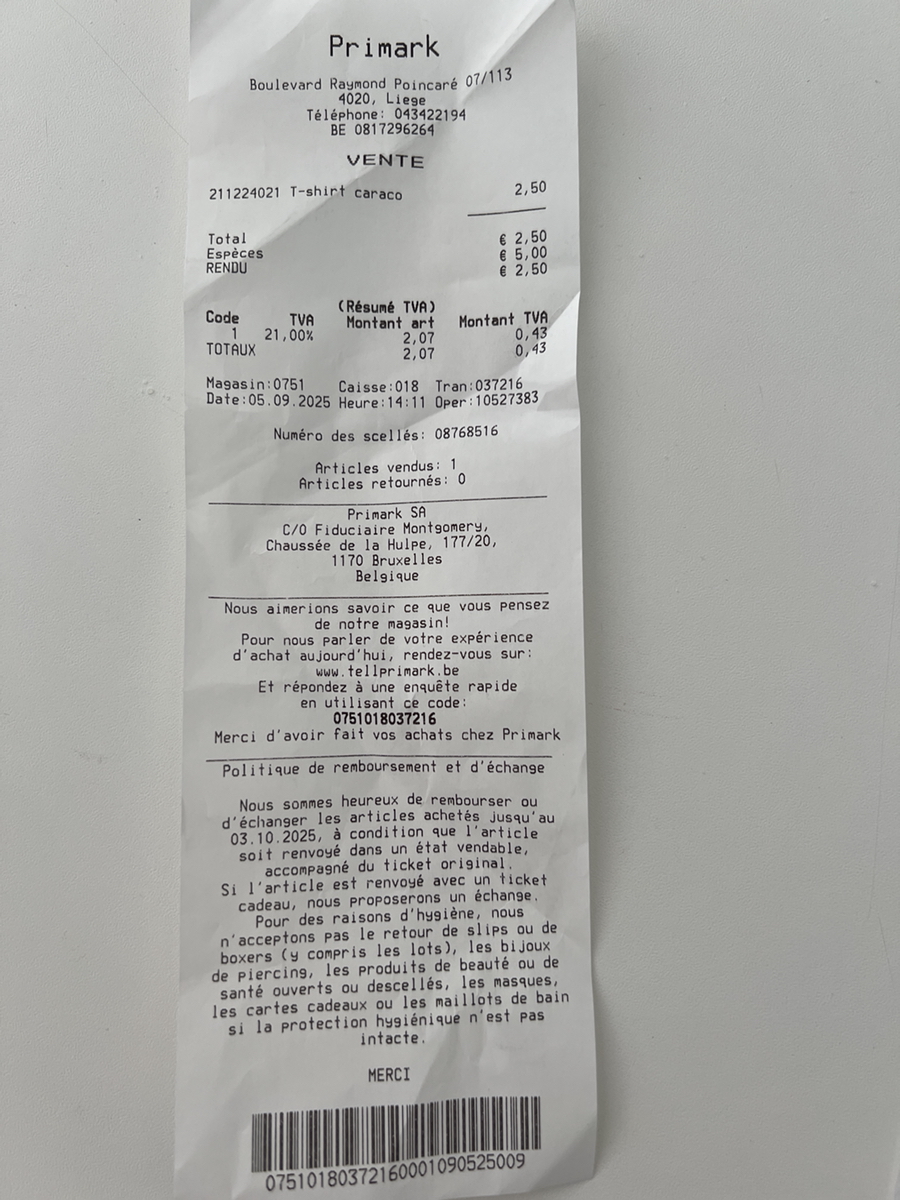 Primark
Boulevard Raymond Poincaré 07/113
4020, Liege
Téléphone: 043422194
BE 0817296264
VENTE
211224021 T-shirt caraco 2,50
Total € 2,50
Espèces € 5,00
RENDU € 2,50
(Résumé TVA)
Code TVA Montant art Montant TVA
1 21,00% 2,07 0,43
TOTAUX 2,07 0,43
Magasin:0751 Caisse:018 Tran:037216
Date:05.09.2025 Heure:14:11 Oper:10527383
Numéro des scellés: 08768516
Articles vendus: 1
Articles retournés: 0
Primark SA
C/O Fiduciaire Montgomery,
Chaussée de la Hulpe, 177/20,
1170 Bruxelles
Belgique
Nous aimerions savoir ce que vous pensez
de notre magasin!
Pour nous parler de votre expérience
d'achat aujourd'hui, rendez-vous sur:
www.tellprimark.be
Et répondez à une enquête rapide
en utilisant ce code:
0751018037216
Merci d'avoir fait vos achats chez Primark
Politique de remboursement et d'échange
Nous sommes heureux de rembourser ou
d'échanger les articles achetés jusqu'au
03.10.2025, à condition que l'article
soit renvoyé dans un état vendable,
accompagné du ticket original.
Si l'article est renvoyé avec un ticket
cadeau, nous proposerons un échange.
Pour des raisons d'hygiène, nous
n'acceptons pas le retour de slips ou de
boxers (y compris les lots), les bijoux
de piercing, les produits de beauté ou de
santé ouverts ou descellés, les masques,
les cartes cadeaux ou les maillots de bain
si la protection hygiénique n'est pas
intacte.
MERCI
07510180372160001090525009